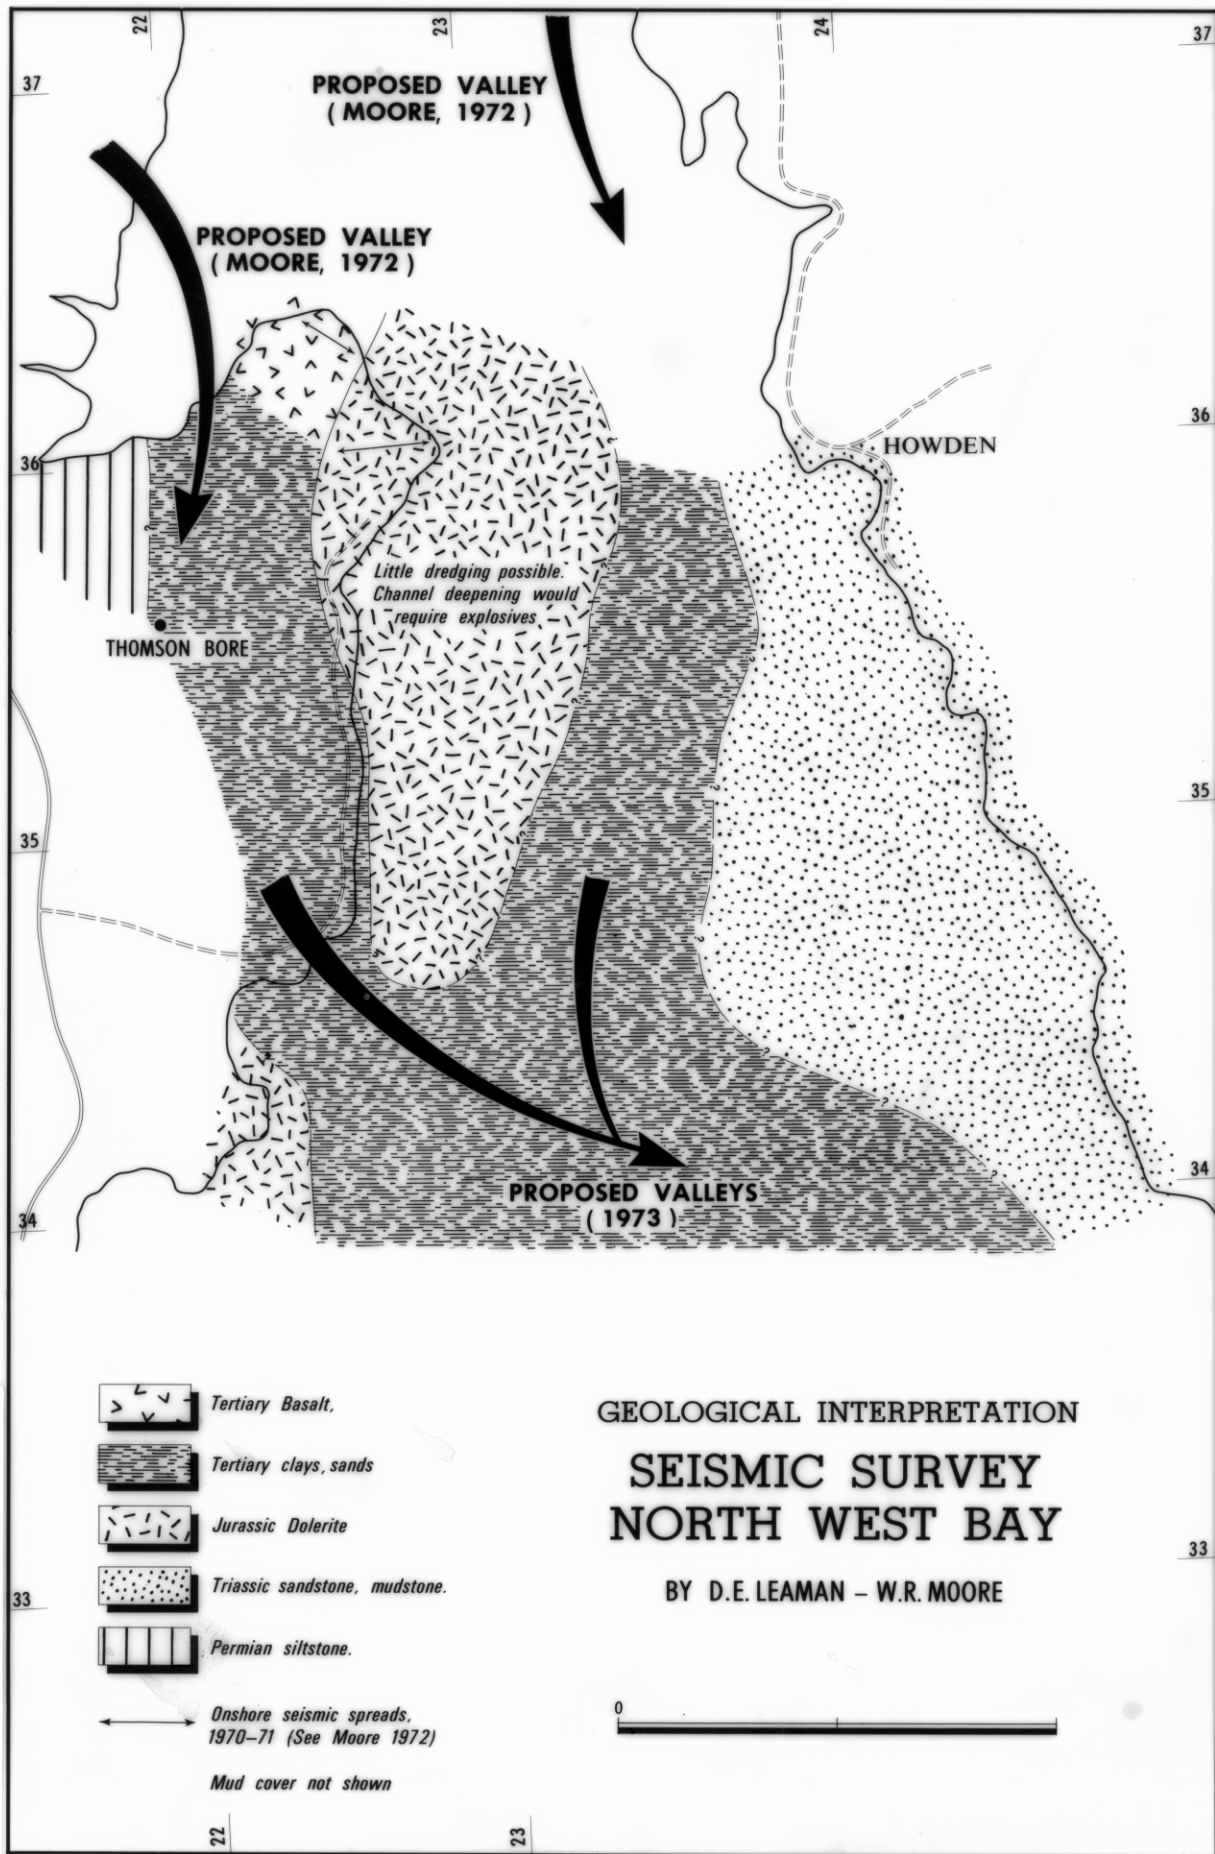 22
23
24
37
37
PROPOSED VALLEY
( MOORE, 1972 )
PROPOSED VALLEY
( MOORE, 1972 )
36
HOWDEN
36
?
?
?
Little dredging possible.
Channel deepening would
require explosives
?
THOMSON BORE
?
?
35
?
35
?
?
?
?
?
?
?
34
PROPOSED VALLEYS
( 1973 )
34
Tertiary Basalt,
Tertiary clays, sands
Jurassic Dolerite
Triassic sandstone, mudstone.
Permian siltstone.
Onshore seismic spreads,
1970–71 (See Moore 1972)
Mud cover not shown
GEOLOGICAL INTERPRETATION
SEISMIC SURVEY
NORTH WEST BAY
BY D.E. LEAMAN – W.R. MOORE
33
33
0
22
23